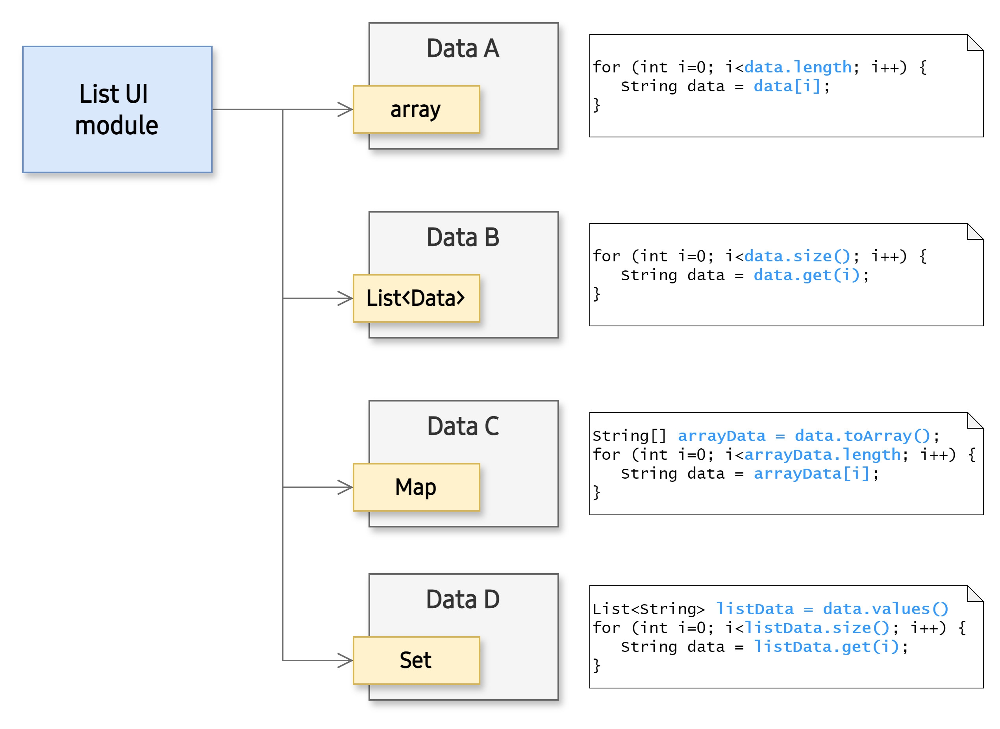 List UI
module
Data A
array
for (int i=0; i<data.length; i++) {
   String data = data[i];
}
Data B
List<Data>
for (int i=0; i<data.size(); i++) {
   String data = data.get(i);
}
Data C
Map
String[] arrayData = data.toArray();
for (int i=0; i<arrayData.length; i++) {
   String data = arrayData[i];
}
Data D
Set
List<String> listData = data.values()
for (int i=0; i<listData.size(); i++) {
   String data = listData.get(i);
}